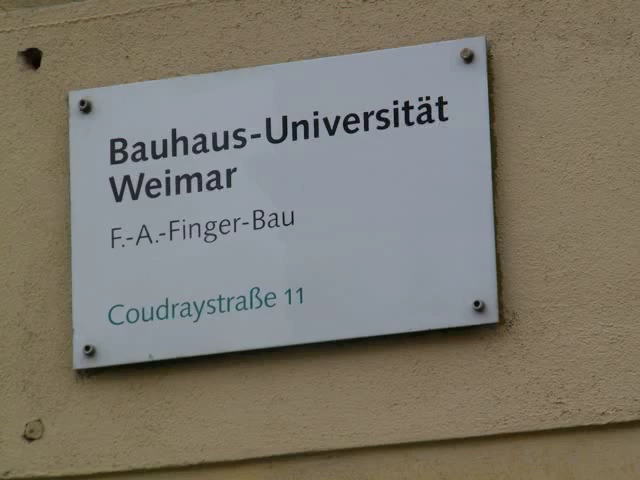 Bauhaus-Universität
Weimar
F.-A.-Finger-Bau
Coudraystraße 11